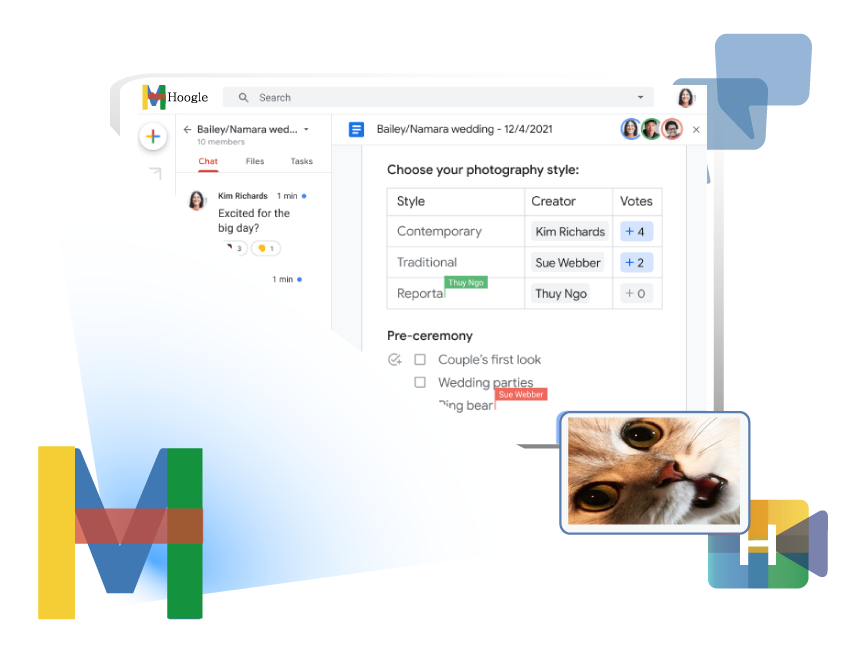 Hoogle
Search
Bailey/Namara wed...
10 members
Chat Files Tasks
Kim Richards 1 min
Excited for the
big day?
3 1
1 min
Bailey/Namara wedding - 12/4/2021
Choose your photography style:
Style Creator Votes
Contemporary Kim Richards + 4
Traditional Sue Webber + 2
Thuy Ngo
Reportal Thuy Ngo + 0
Pre-ceremony
Couple's first look
Wedding parties
Sue Webber
Ring bear